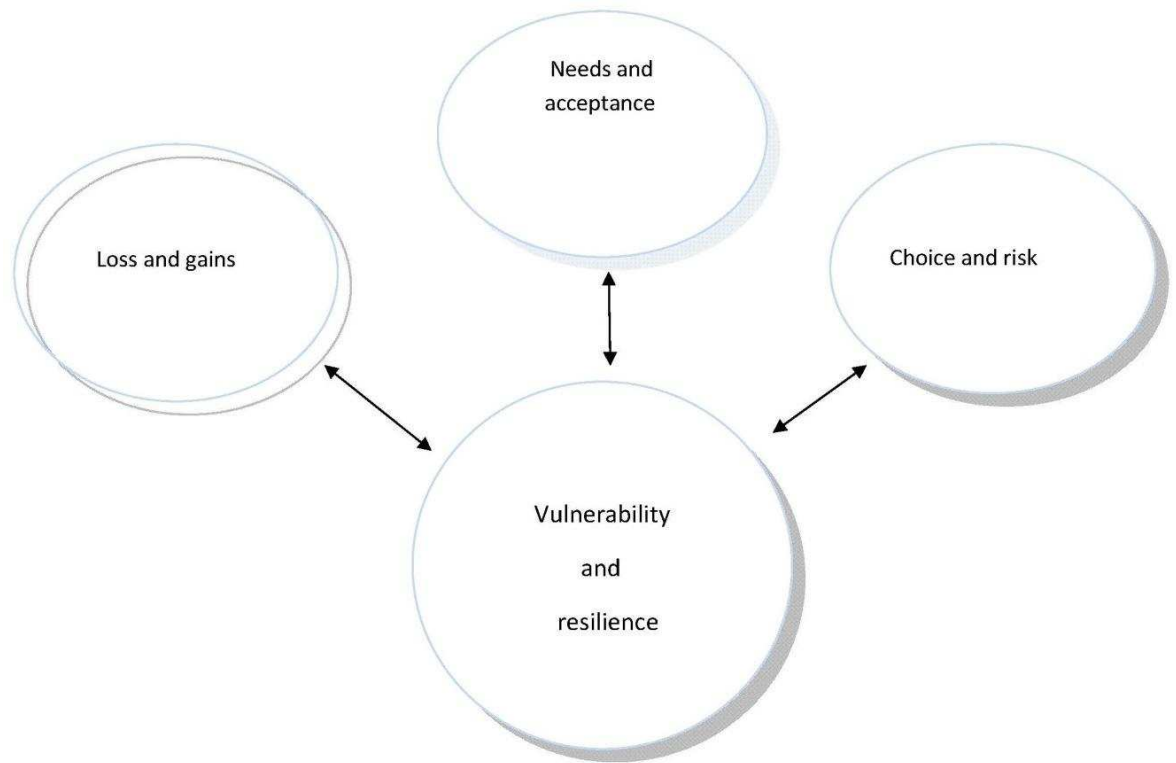 Needs and
acceptance
Loss and gains
Choice and risk
Vulnerability
and
resilience